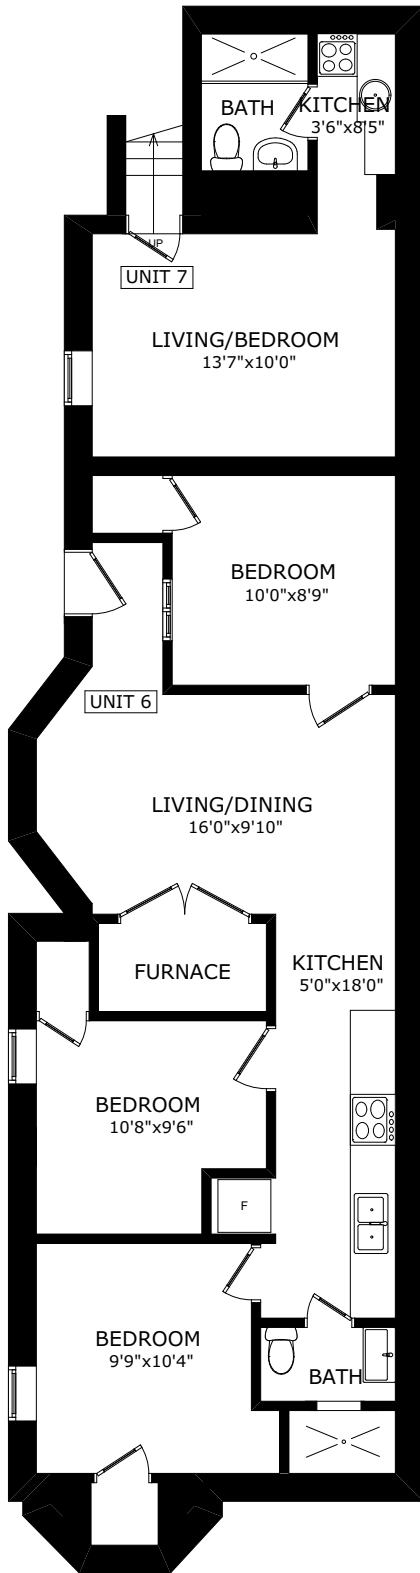 BATH
KITCHEN
3'6"x8'5"
UP
UNIT 7
LIVING/BEDROOM
13'7"x10'0"
BEDROOM
10'0"x8'9"
UNIT 6
LIVING/DINING
16'0"x9'10"
FURNACE
KITCHEN
5'0"x18'0"
BEDROOM
10'8"x9'6"
F
BEDROOM
9'9"x10'4"
BATH